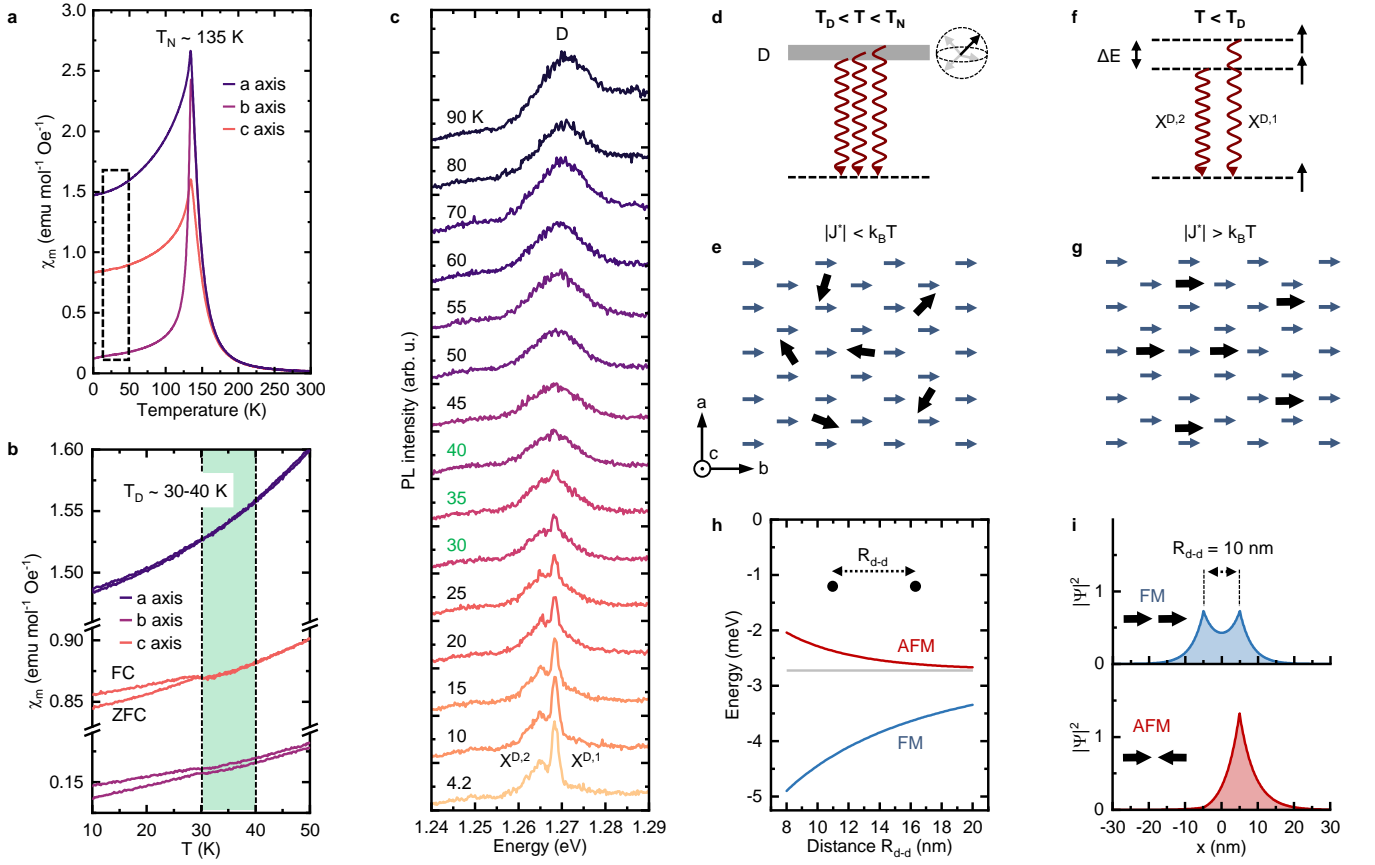 a
3.0
2.5
2.0
1.5
1.0
0.5
0
T_N ~ 135 K
a axis
b axis
c axis
χ_m (emu mol^-1 Oe^-1)
0 50 100 150 200 250 300
Temperature (K)
b
1.60
1.55
1.50
0.90
0.85
0.15
T_D ~ 30-40 K
a axis
b axis
c axis
FC
ZFC
χ_m (emu mol^-1 Oe^-1)
10 20 30 40 50
T (K)
c
D
90 K
80
70
60
55
50
45
40
35
30
25
20
15
10
4.2
X^D,2 X^D,1
PL intensity (arb. u.)
1.24 1.25 1.26 1.27 1.28 1.29
Energy (eV)
d
T_D < T < T_N
D
e
|J^*| < k_BT
a
c
b
f
T < T_D
ΔE
X^D,2 X^D,1
g
|J^*| > k_BT
h
0
-1
-2
-3
-4
-5
R_d-d
AFM
FM
Energy (meV)
8 10 12 14 16 18 20
Distance R_d-d (nm)
i
R_d-d = 10 nm
FM
|Ψ|^2
1
0
AFM
|Ψ|^2
1
0
-30 -20 -10 0 10 20 30
x (nm)